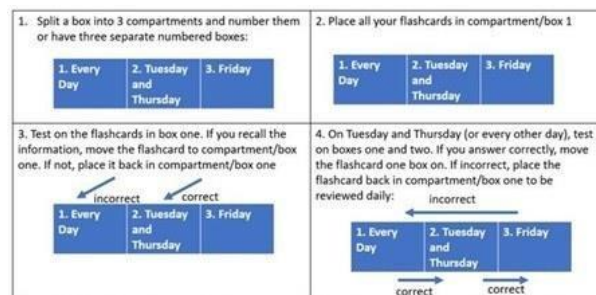 1. Split a box into 3 compartments and number them
or have three separate numbered boxes:
1. Every
Day
2. Tuesday
and
Thursday
3. Friday
2. Place all your flashcards in compartment/box 1
1. Every
Day
2. Tuesday
and
Thursday
3. Friday
3. Test on the flashcards in box one. If you recall the
information, move the flashcard to compartment/box
one. If not, place it back in compartment/box one
incorrect
correct
1. Every
Day
2. Tuesday
and
Thursday
3. Friday
4. On Tuesday and Thursday (or every other day), test
on boxes one and two. If you answer correctly, move
the flashcard one box on. If incorrect, place the
flashcard back in compartment/box one to be
reviewed daily:
incorrect
1. Every
Day
2. Tuesday
and
Thursday
3. Friday
correct
correct